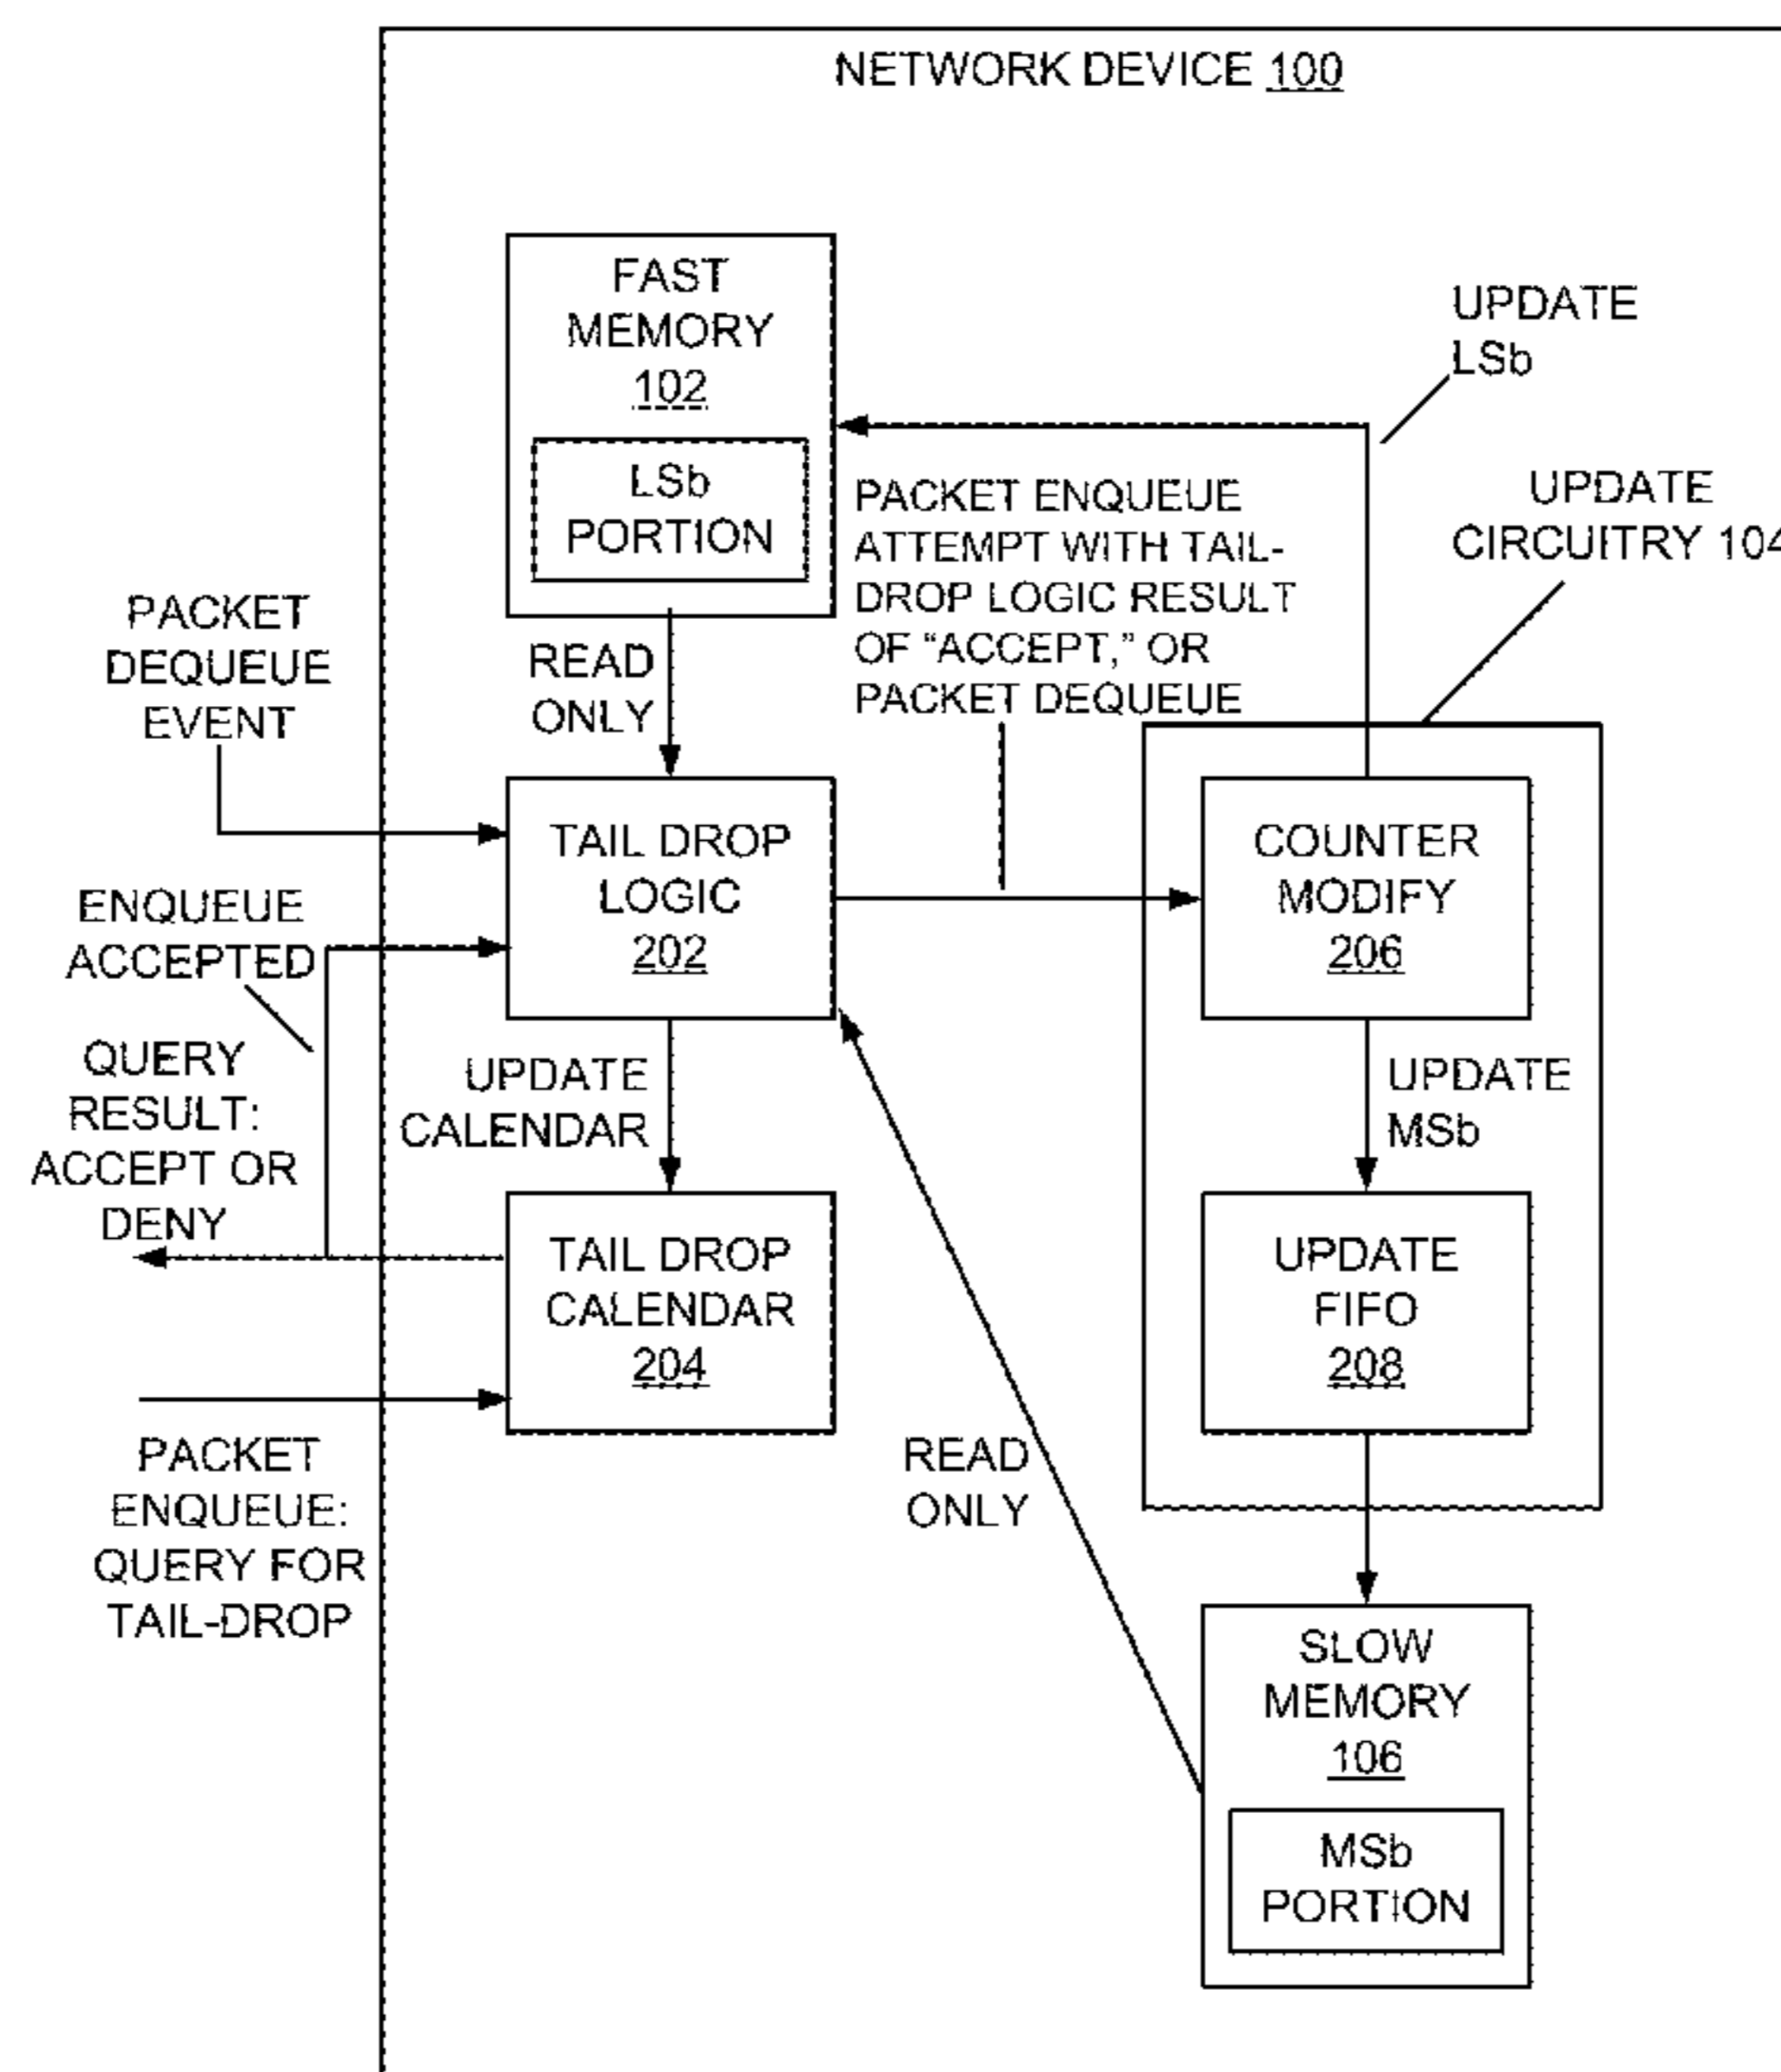 NETWORK DEVICE 100
FAST
MEMORY
102
LSb
PORTION
UPDATE
LSb
PACKET ENQUEUE
ATTEMPT WITH TAIL-
DROP LOGIC RESULT
OF “ACCEPT,” OR
PACKET DEQUEUE
UPDATE
CIRCUITRY 104
PACKET
DEQUEUE
EVENT
READ
ONLY
TAIL DROP
LOGIC
202
COUNTER
MODIFY
206
ENQUEUE
ACCEPTED
QUERY
RESULT:
ACCEPT OR
DENY
UPDATE
CALENDAR
UPDATE
MSb
TAIL DROP
CALENDAR
204
UPDATE
FIFO
208
PACKET
ENQUEUE:
QUERY FOR
TAIL-DROP
READ
ONLY
SLOW
MEMORY
106
MSb
PORTION